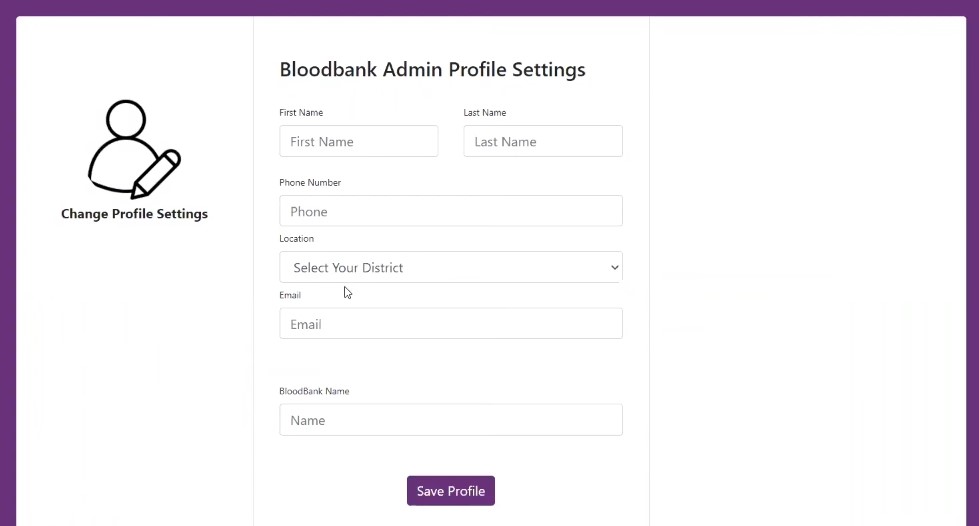 Bloodbank Admin Profile Settings
First Name
Last Name
First Name
Last Name
Change Profile Settings
Phone Number
Phone
Location
Select Your District
Email
Email
BloodBank Name
Name
Save Profile